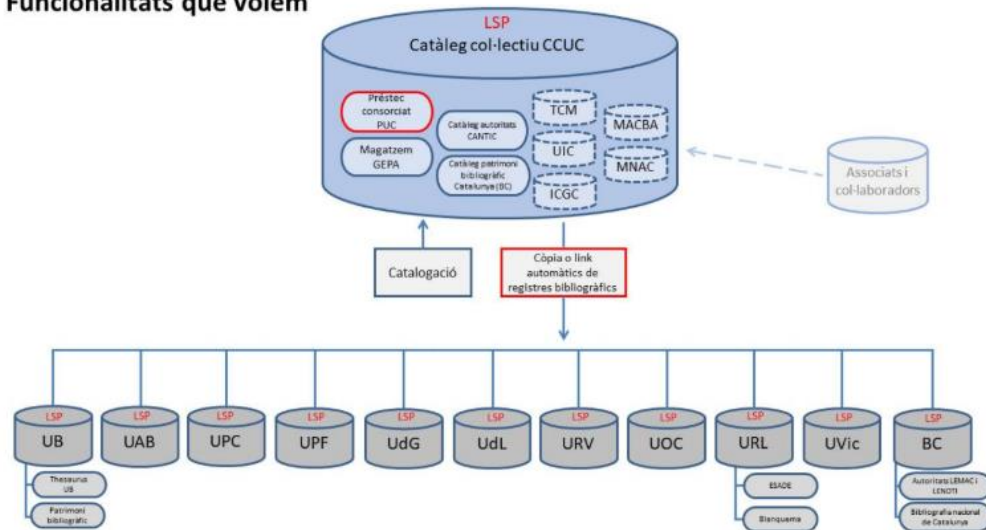 Funcionalitats que volem
LSP
Catàleg col·lectiu CCUC
Préstec
consorciat
PUC
Magatzem
GEPA
Catàleg autoritats
CANTIC
Catàleg patrimoni
bibliogràfic
Catalunya (BC)
TCM
UIC
ICGC
MACBA
MNAC
Associats i
col·laboradors
Catalogació
Còpia o link
automàtics de
registres bibliogràfics
LSP
UB
LSP
UAB
LSP
UPC
LSP
UPF
LSP
UdG
LSP
UdL
LSP
URV
LSP
UOC
LSP
URL
LSP
UVic
LSP
BC
Thesaurus
UB
Patrimoni
bibliogràfic
ESADE
Blanquerna
Autoritats LEMAC i
LENOTI
Bibliografia nacional
de Catalunya